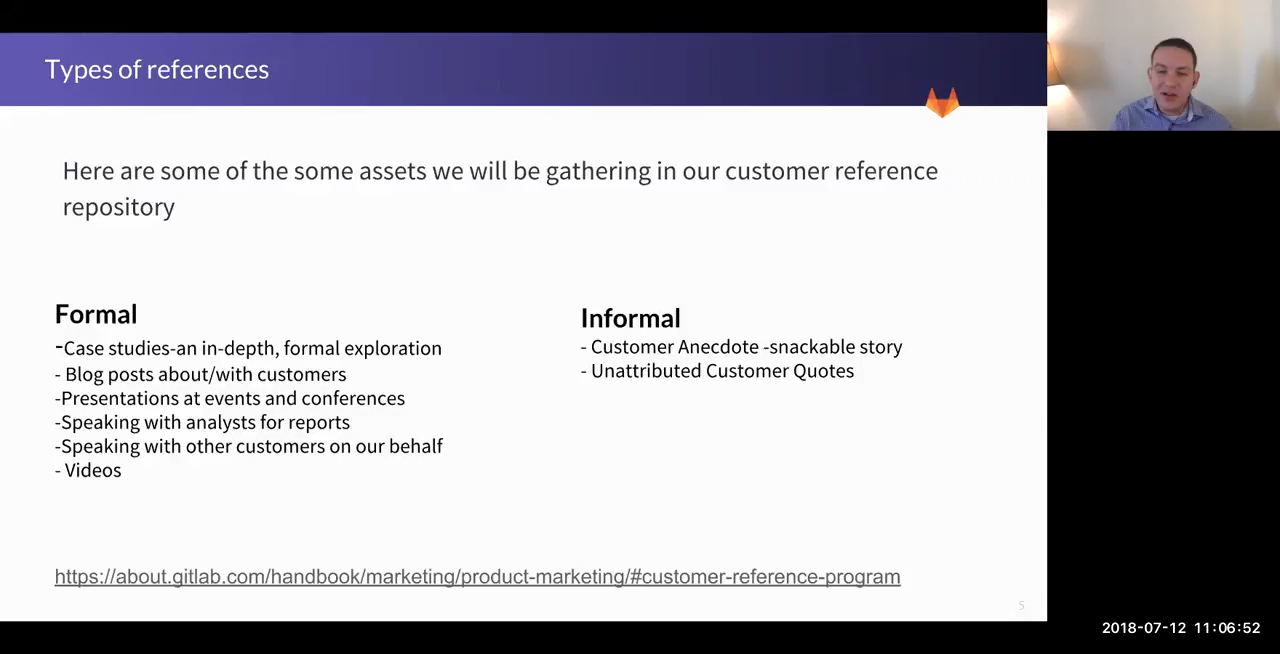 Types of references
Here are some of the some assets we will be gathering in our customer reference
repository
Formal
-Case studies-an in-depth, formal exploration
- Blog posts about/with customers
-Presentations at events and conferences
-Speaking with analysts for reports
-Speaking with other customers on our behalf
- Videos
Informal
- Customer Anecdote -snackable story
- Unattributed Customer Quotes
https://about.gitlab.com/handbook/marketing/product-marketing/#customer-reference-program
5
2018-07-12 11:06:52